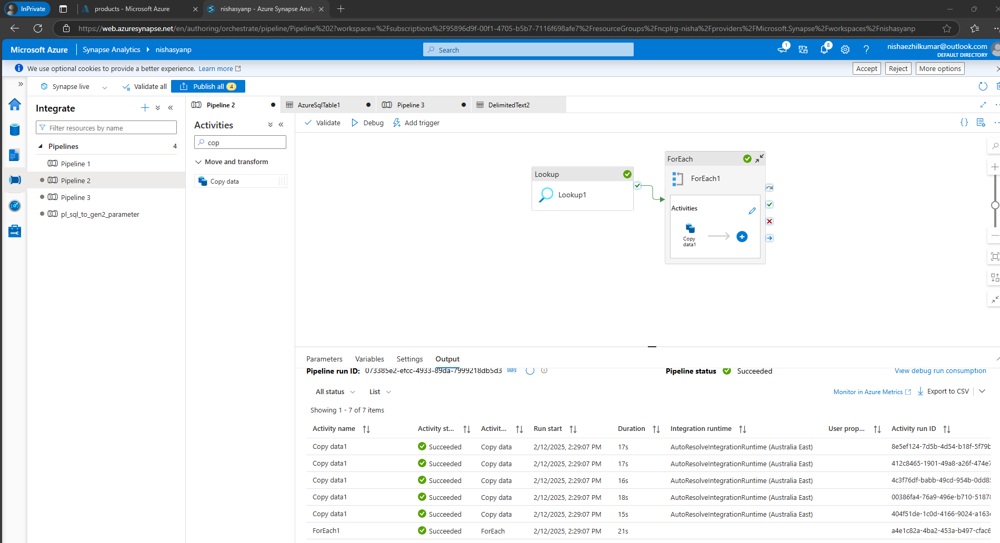 InPrivate
products - Microsoft Azure
nishasyanp - Azure Synapse Analy
https://web.azuresynapse.net/en/authoring/orchestrate/pipeline/Pipeline%202?workspace=%2Fsubscriptions%2F95896d9f-00f1-4705-b5b7-7116f698afe7%2FresourceGroups%2Fncplrg-nisha%2Fproviders%2FMicrosoft.Synapse%2Fworkspaces%2Fnishasyanp
Microsoft Azure
Synapse Analytics
nishasyanp
Search
1
8
nishaezhilkumar@outlook.com
DEFAULT DIRECTORY
We use optional cookies to provide a better experience. Learn more
Accept
Reject
More options
Synapse live
Validate all
Publish all 4
Integrate
Filter resources by name
Pipelines 4
Pipeline 1
Pipeline 2
Pipeline 3
pl_sql_to_gen2_parameter
Pipeline 2
AzureSqlTable1
Pipeline 3
DelimitedText2
Activities
cop
Move and transform
Copy data
Validate
Debug
Add trigger
Lookup
Lookup1
ForEach
ForEach1
Activities
Copy
data1
Parameters
Variables
Settings
Output
Pipeline run ID: 073385e2-efcc-4933-89da-7999218db5d3
Pipeline status Succeeded
View debug run consumption
All status
List
Monitor in Azure Metrics
Export to CSV
Showing 1 - 7 of 7 items
Activity name Activity st... Activit... Run start Duration Integration runtime User prop... Activity run ID
Copy data1 Succeeded Copy data 2/12/2025, 2:29:07 PM 17s AutoResolveIntegrationRuntime (Australia East) 8e5ef124-7d5b-4d54-b18f-5f79b
Copy data1 Succeeded Copy data 2/12/2025, 2:29:07 PM 17s AutoResolveIntegrationRuntime (Australia East) 412c8465-1901-49a8-a26f-474e7
Copy data1 Succeeded Copy data 2/12/2025, 2:29:07 PM 16s AutoResolveIntegrationRuntime (Australia East) 4c3f76df-babb-49cd-954b-0dd85
Copy data1 Succeeded Copy data 2/12/2025, 2:29:07 PM 18s AutoResolveIntegrationRuntime (Australia East) 00386fa4-76a9-496e-b710-51878
Copy data1 Succeeded Copy data 2/12/2025, 2:29:07 PM 15s AutoResolveIntegrationRuntime (Australia East) 404f51de-1c0d-4166-9024-a163e
ForEach1 Succeeded ForEach 2/12/2025, 2:29:07 PM 21s a4e1c82a-4ba2-453a-b497-cfac6